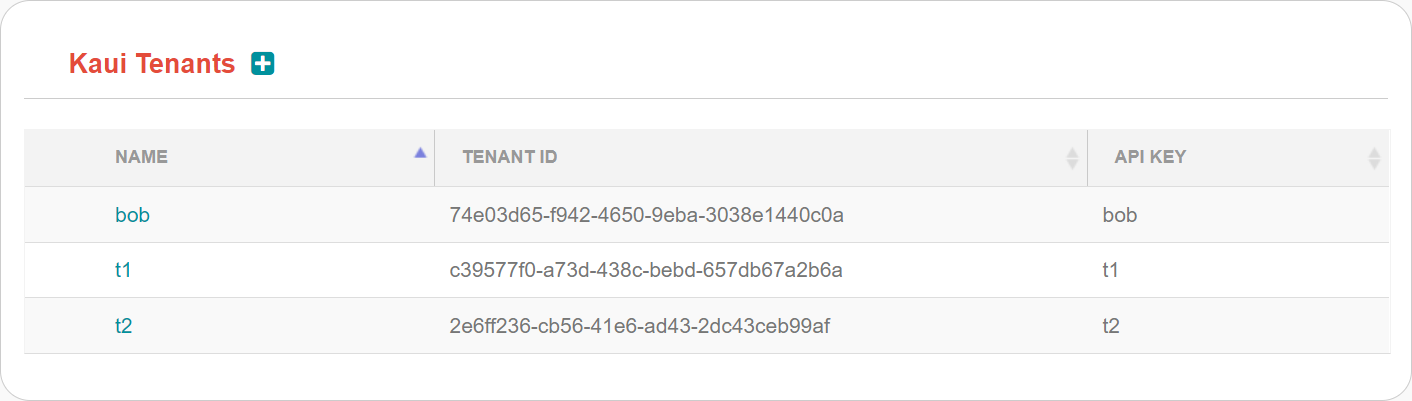 Kaui Tenants
NAME TENANT ID API KEY
bob 74e03d65-f942-4650-9eba-3038e1440c0a bob
t1 c39577f0-a73d-438c-bebd-657db67a2b6a t1
t2 2e6ff236-cb56-41e6-ad43-2dc43ceb99af t2